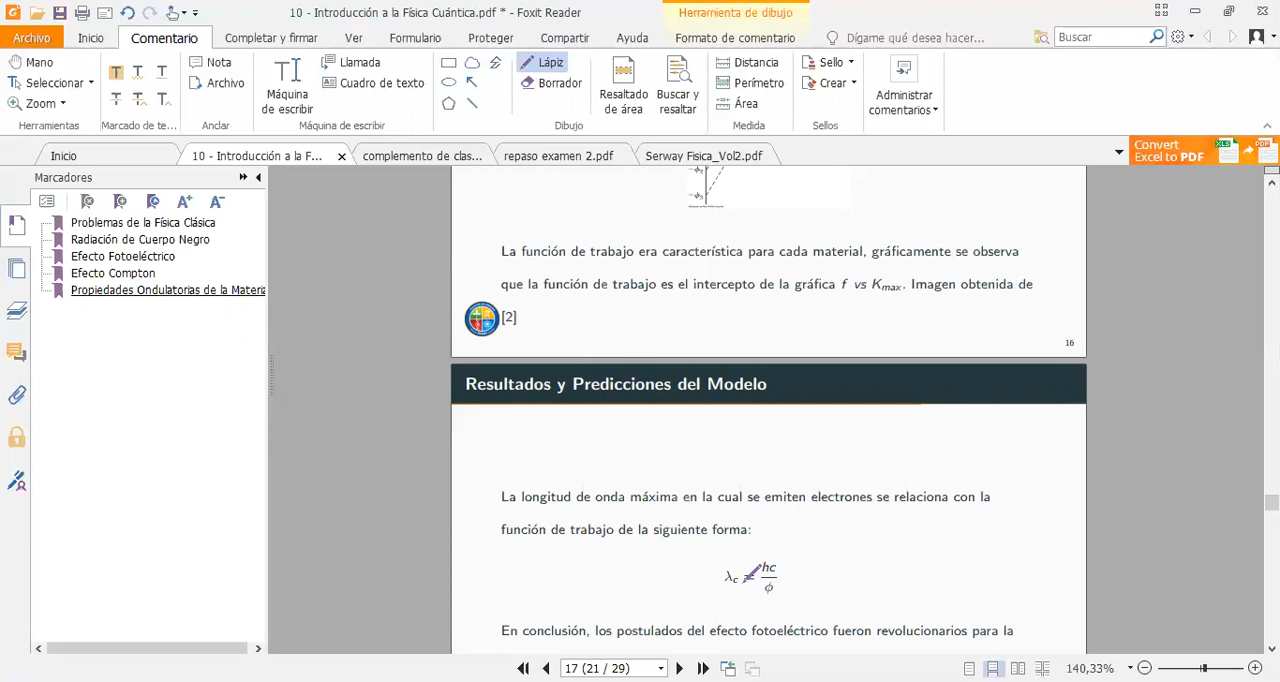 10 - Introducción a la Física Cuántica.pdf * - Foxit Reader
Herramienta de dibujo
Archivo
Inicio
Comentario
Completar y firmar
Ver
Formulario
Proteger
Compartir
Ayuda
Formato de comentario
Dígame qué desea hacer...
Buscar
Mano
Seleccionar
Zoom
Herramientas
Marcado de te...
Nota
Archivo
Anclar
Máquina de escribir
Llamada
Cuadro de texto
Máquina de escribir
Lápiz
Borrador
Dibujo
Resaltado de área
Buscar y resaltar
Distancia
Perímetro
Área
Medida
Sello
Crear
Sellos
Administrar comentarios
Inicio
10 - Introducción a la F...
complemento de clas...
repaso examen 2.pdf
Serway Fisica_Vol2.pdf
Convert Excel to PDF
XLS
PDF
Marcadores
Problemas de la Física Clásica
Radiación de Cuerpo Negro
Efecto Fotoeléctrico
Efecto Compton
Propiedades Ondulatorias de la Materia
La función de trabajo era característica para cada material, gráficamente se observa
que la función de trabajo es el intercepto de la gráfica f vs Kmax. Imagen obtenida de
[2]
16
Resultados y Predicciones del Modelo
La longitud de onda máxima en la cual se emiten electrones se relaciona con la
función de trabajo de la siguiente forma:
λc = hc/ϕ
En conclusión, los postulados del efecto fotoeléctrico fueron revolucionarios para la
17 (21 / 29)
140,33%